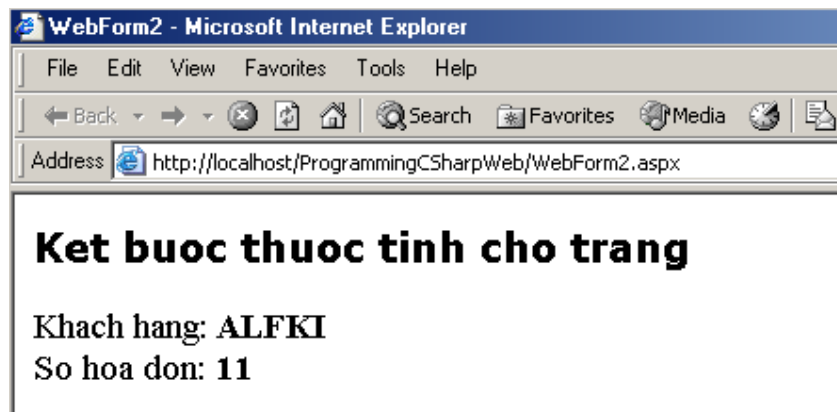 WebForm2 - Microsoft Internet Explorer
File Edit View Favorites Tools Help
Back Search Favorites Media
Address http://localhost/ProgrammingCSharpWeb/WebForm2.aspx
Ket buoc thuoc tinh cho trang
Khach hang: ALFKI
So hoa don: 11